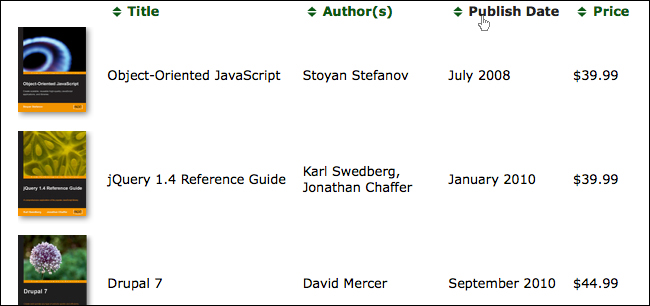 Title Author(s) Publish Date Price
Object-Oriented JavaScript
Object-Oriented JavaScript Stoyan Stefanov July 2008 $39.99
jQuery 1.4 Reference Guide
jQuery 1.4 Reference Guide Karl Swedberg, Jonathan Chaffer January 2010 $39.99
Drupal 7
Drupal 7 David Mercer September 2010 $44.99